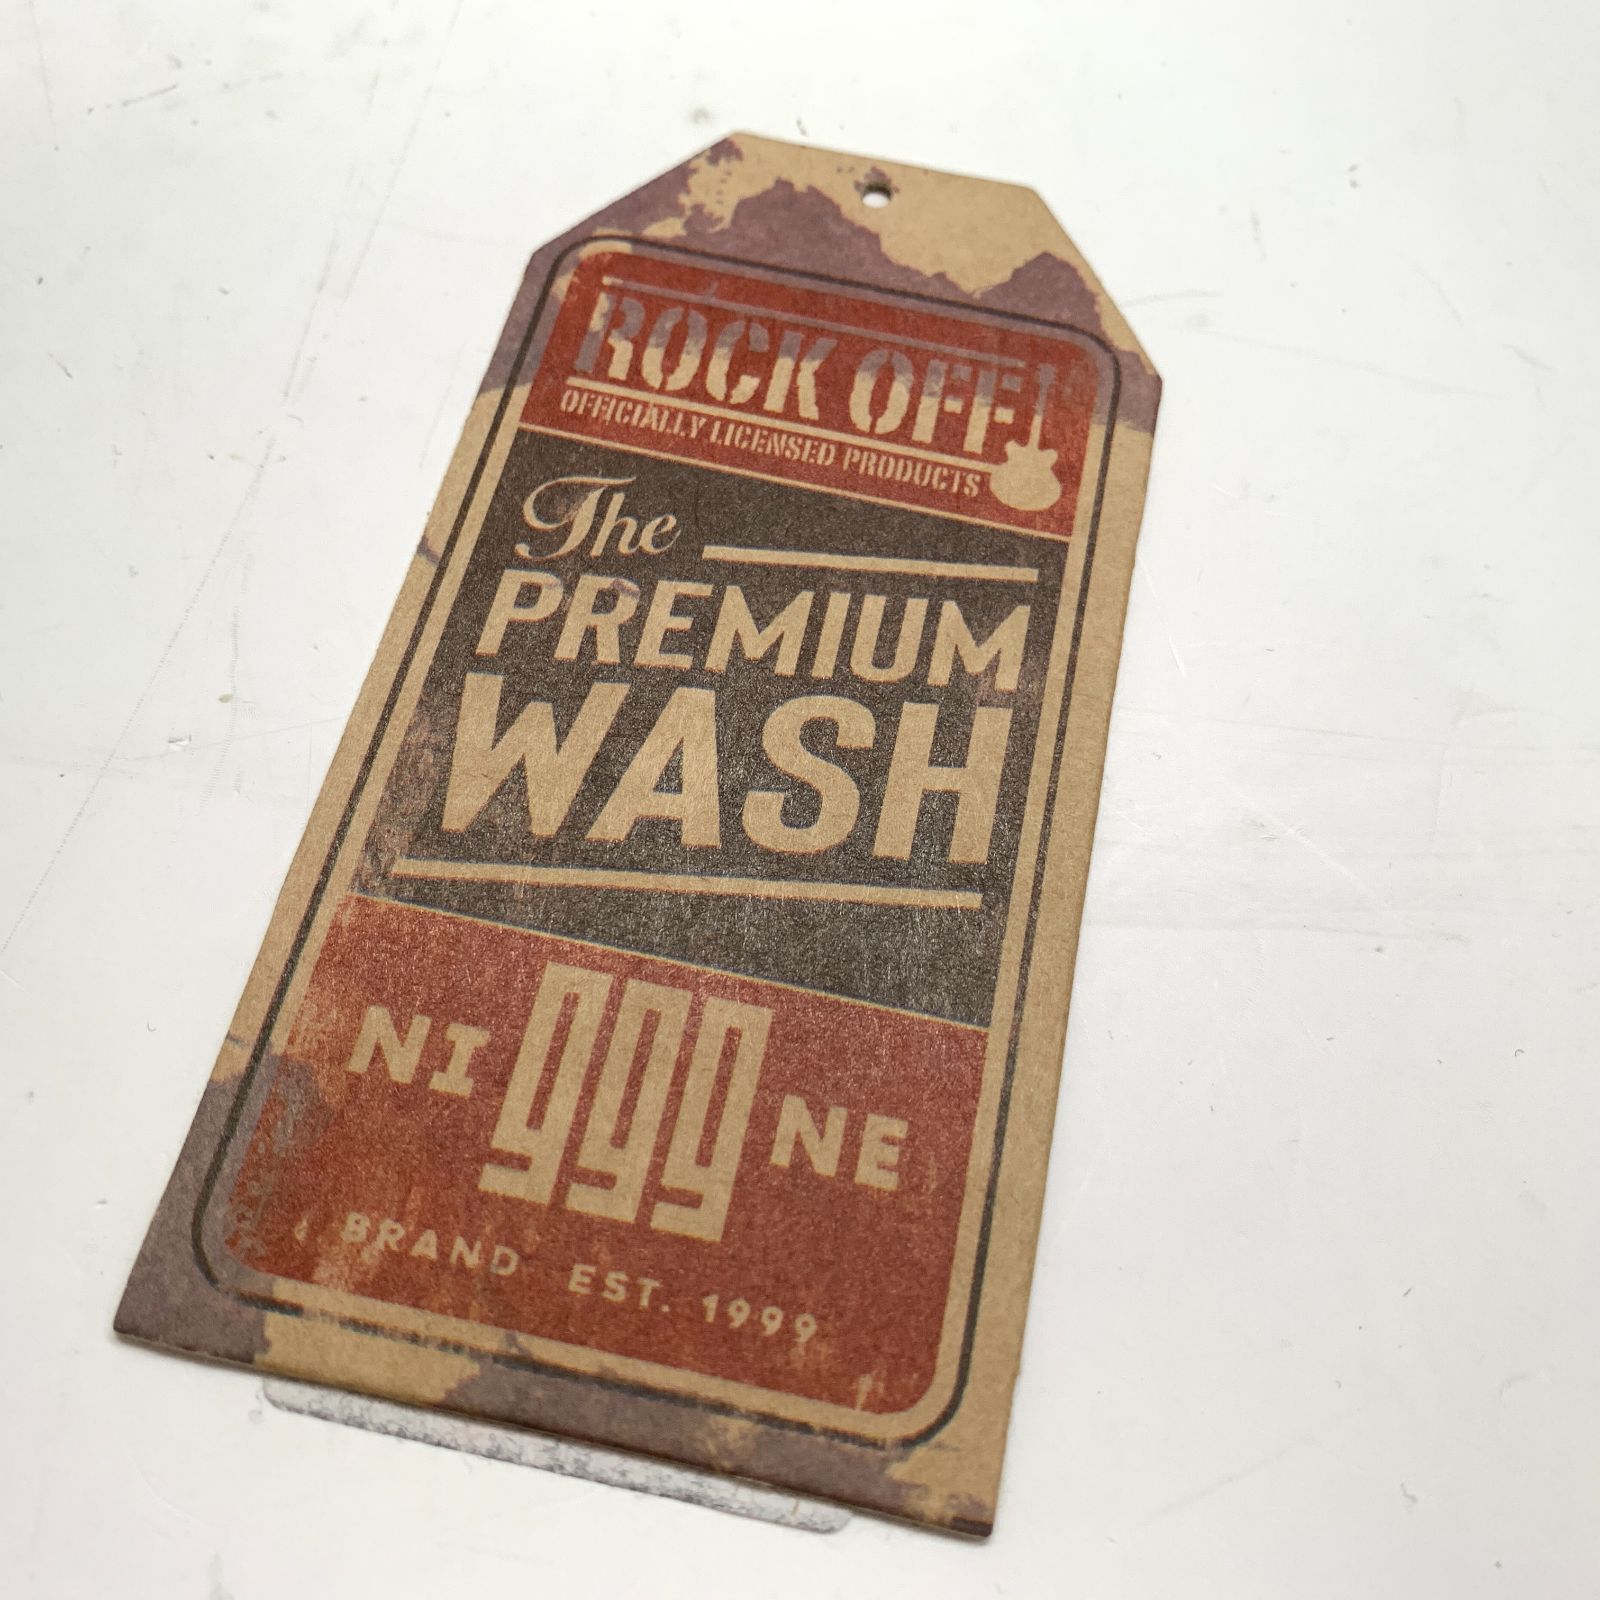 ROCK OFF!
OFFICIALLY LICENSED PRODUCTS
The
PREMIUM
WASH
NI 999 NE
BRAND EST. 1999